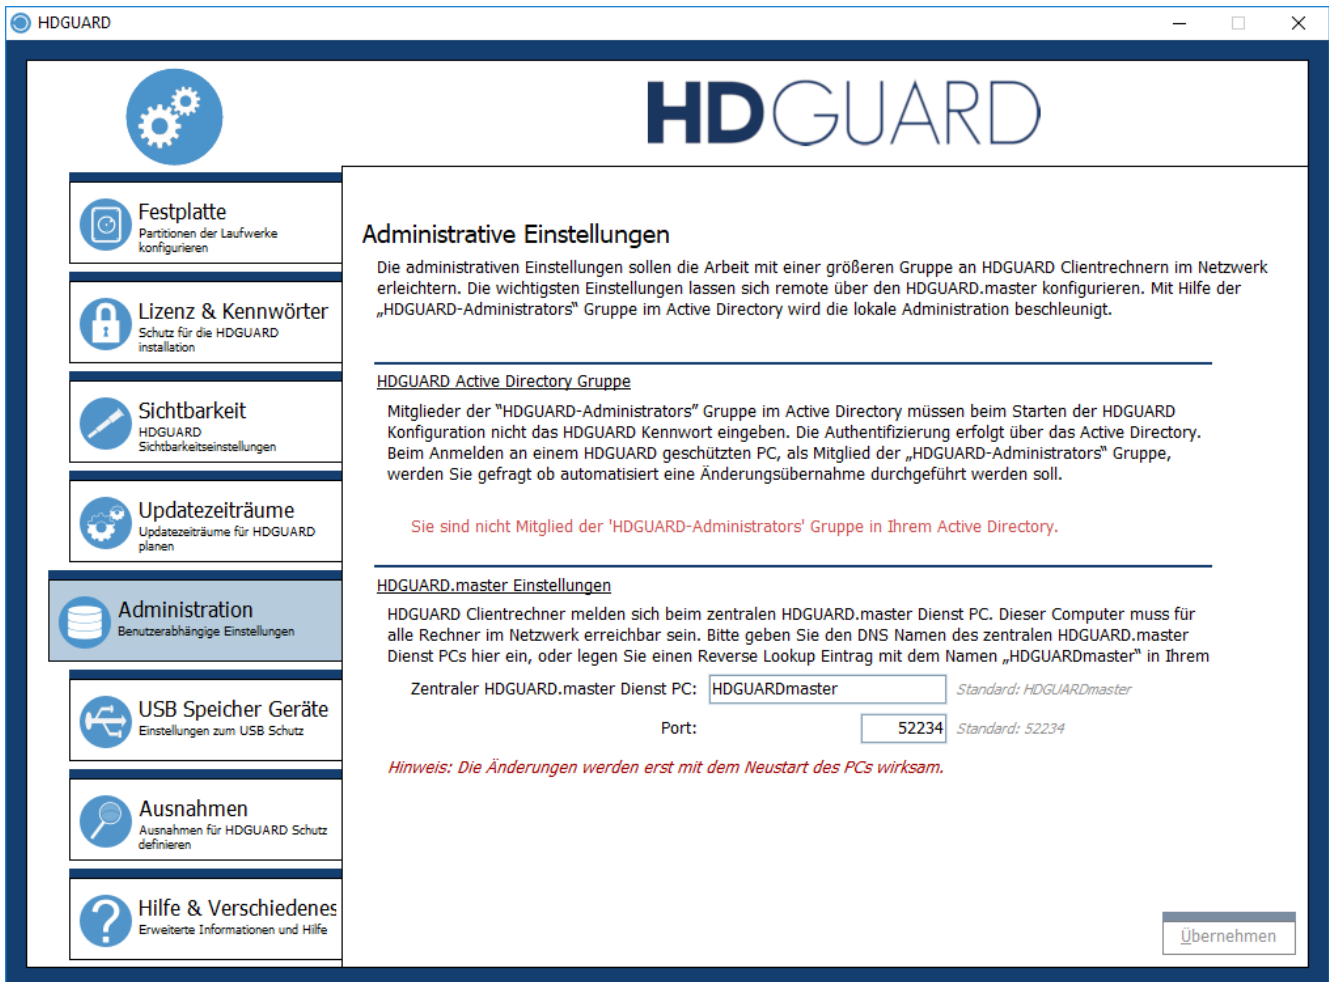 HDGUARD
HDGUARD
Festplatte
Partitionen der Laufwerke
konfigurieren
Lizenz & Kennwörter
Schutz für die HDGUARD
installation
Sichtbarkeit
HDGUARD
Sichtbarkeitseinstellungen
Updatezeiträume
Updatezeiträume für HDGUARD
planen
Administration
Benutzerabhängige Einstellungen
USB Speicher Geräte
Einstellungen zum USB Schutz
Ausnahmen
Ausnahmen für HDGUARD Schutz
definieren
Hilfe & Verschiedenes
Erweiterte Informationen und Hilfe
Administrative Einstellungen
Die administrativen Einstellungen sollen die Arbeit mit einer größeren Gruppe an HDGUARD Clientrechnern im Netzwerk
erleichtern. Die wichtigsten Einstellungen lassen sich remote über den HDGUARD.master konfigurieren. Mit Hilfe der
„HDGUARD-Administrators“ Gruppe im Active Directory wird die lokale Administration beschleunigt.
HDGUARD Active Directory Gruppe
Mitglieder der “HDGUARD-Administrators” Gruppe im Active Directory müssen beim Starten der HDGUARD
Konfiguration nicht das HDGUARD Kennwort eingeben. Die Authentifizierung erfolgt über das Active Directory.
Beim Anmelden an einem HDGUARD geschützten PC, als Mitglied der „HDGUARD-Administrators“ Gruppe,
werden Sie gefragt ob automatisiert eine Änderungsübernahme durchgeführt werden soll.
Sie sind nicht Mitglied der 'HDGUARD-Administrators' Gruppe in Ihrem Active Directory.
HDGUARD.master Einstellungen
HDGUARD Clientrechner melden sich beim zentralen HDGUARD.master Dienst PC. Dieser Computer muss für
alle Rechner im Netzwerk erreichbar sein. Bitte geben Sie den DNS Namen des zentralen HDGUARD.master
Dienst PCs hier ein, oder legen Sie einen Reverse Lookup Eintrag mit dem Namen „HDGUARDmaster“ in Ihrem
Zentraler HDGUARD.master Dienst PC: HDGUARDmaster Standard: HDGUARDmaster
Port: 52234 Standard: 52234
Hinweis: Die Änderungen werden erst mit dem Neustart des PCs wirksam.
Übernehmen